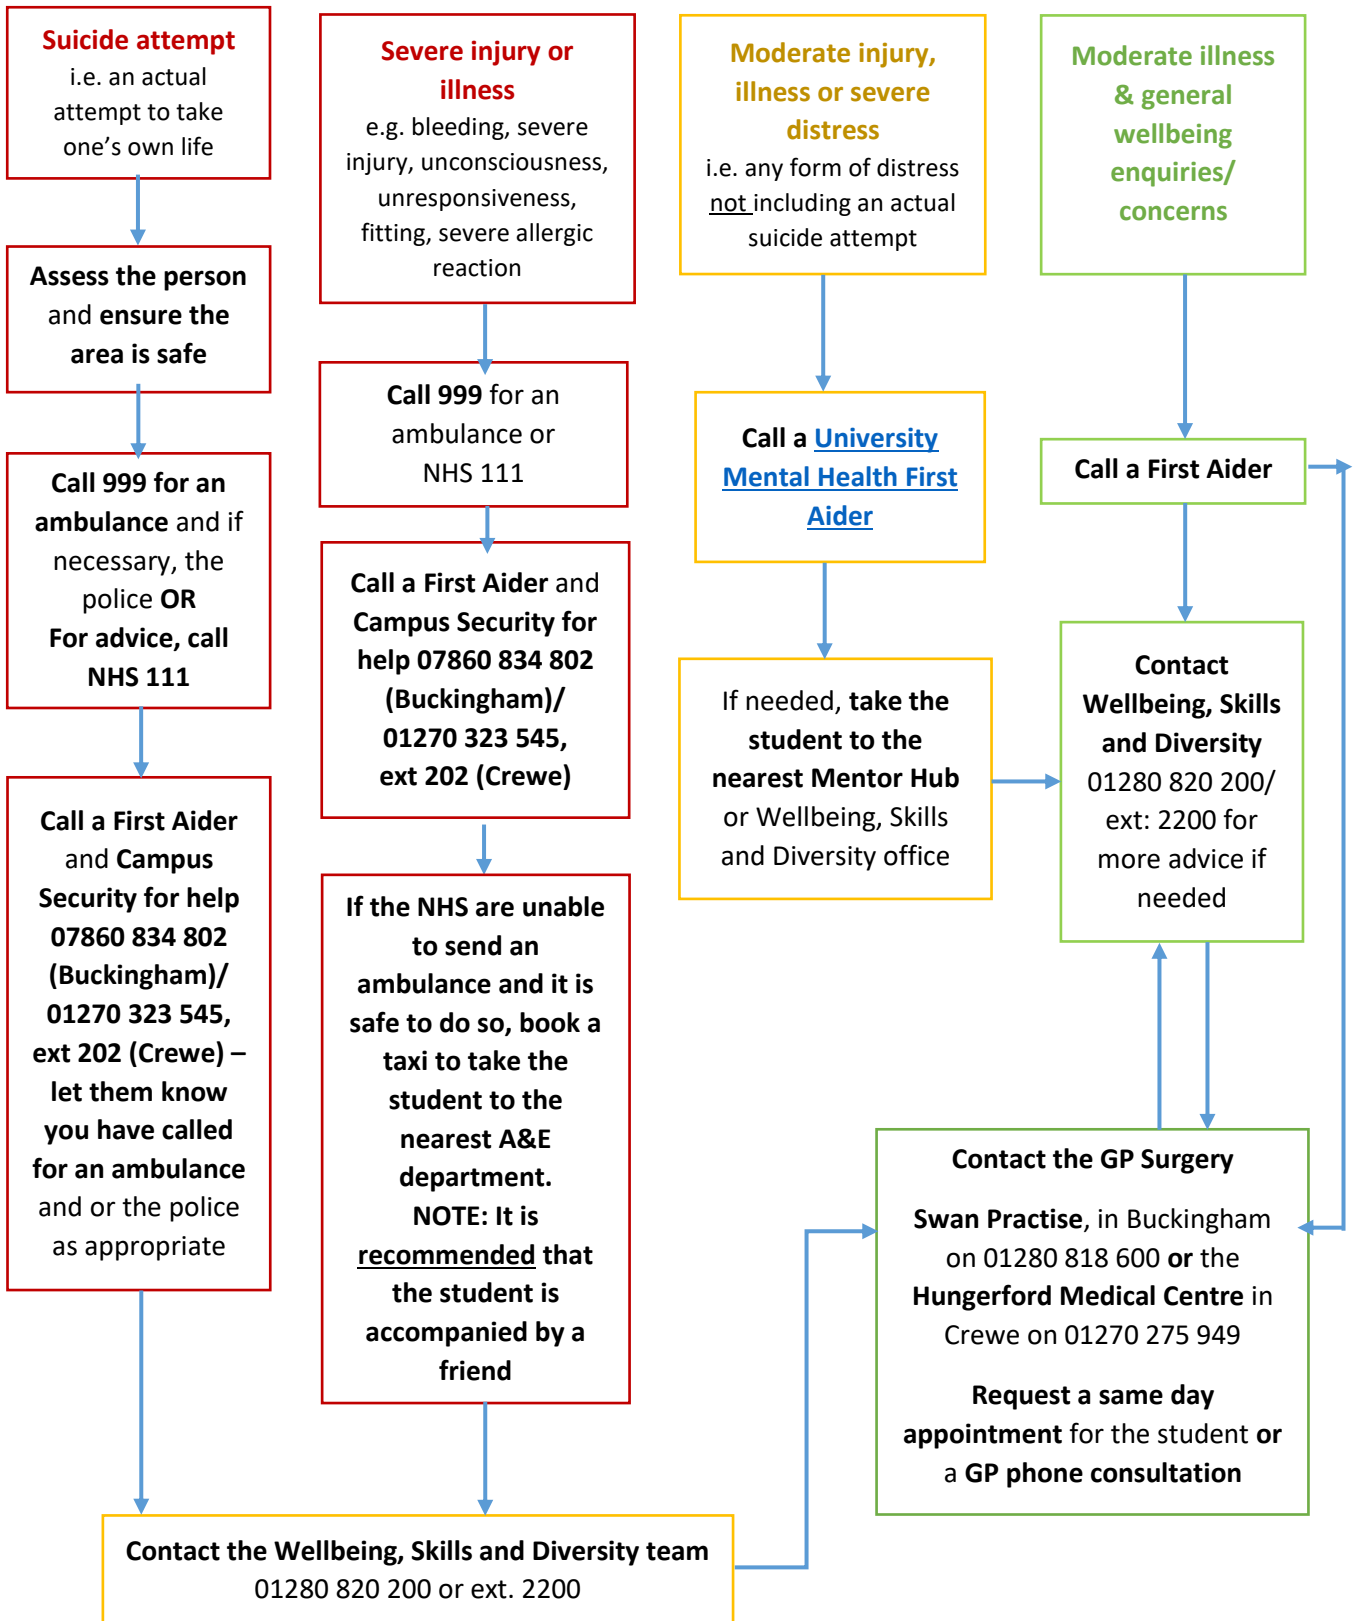 Suicide attempt
i.e. an actual
attempt to take
one’s own life
Assess the person
and ensure the
area is safe
Call 999 for an
ambulance and if
necessary, the
police OR
For advice, call
NHS 111
Call a First Aider
and Campus
Security for help
07860 834 802
(Buckingham)/
01270 323 545,
ext 202 (Crewe) –
let them know
you have called
for an ambulance
and or the police
as appropriate
Severe injury or
illness
e.g. bleeding, severe
injury, unconsciousness,
unresponsiveness,
fitting, severe allergic
reaction
Call 999 for an
ambulance or
NHS 111
Call a First Aider and
Campus Security for
help 07860 834 802
(Buckingham)/
01270 323 545,
ext 202 (Crewe)
If the NHS are unable
to send an
ambulance and it is
safe to do so, book a
taxi to take the
student to the
nearest A&E
department.
NOTE: It is
recommended that
the student is
accompanied by a
friend
Moderate injury,
illness or severe
distress
i.e. any form of distress
not including an actual
suicide attempt
Call a University
Mental Health First
Aider
If needed, take the
student to the
nearest Mentor Hub
or Wellbeing, Skills
and Diversity office
Moderate illness
& general
wellbeing
enquiries/
concerns
Call a First Aider
Contact
Wellbeing, Skills
and Diversity
01280 820 200/
ext: 2200 for
more advice if
needed
Contact the GP Surgery
Swan Practise, in Buckingham
on 01280 818 600 or the
Hungerford Medical Centre in
Crewe on 01270 275 949
Request a same day
appointment for the student or
a GP phone consultation
Contact the Wellbeing, Skills and Diversity team
01280 820 200 or ext. 2200